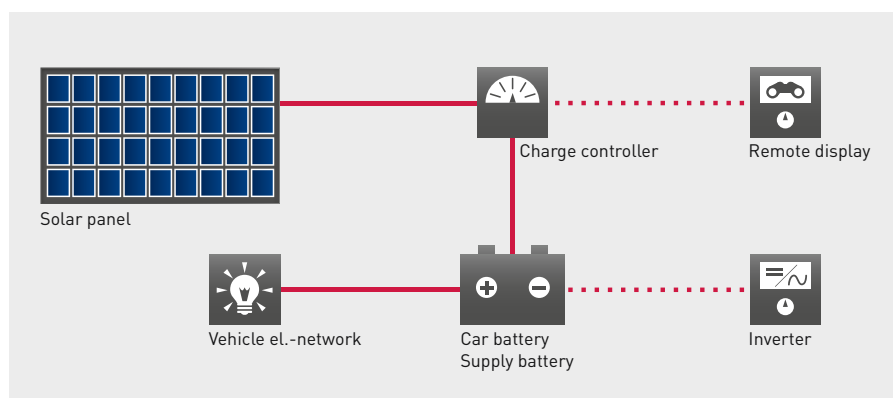 Charge controller
Remote display
Solar panel
Vehicle el.-network
Car battery
Supply battery
Inverter